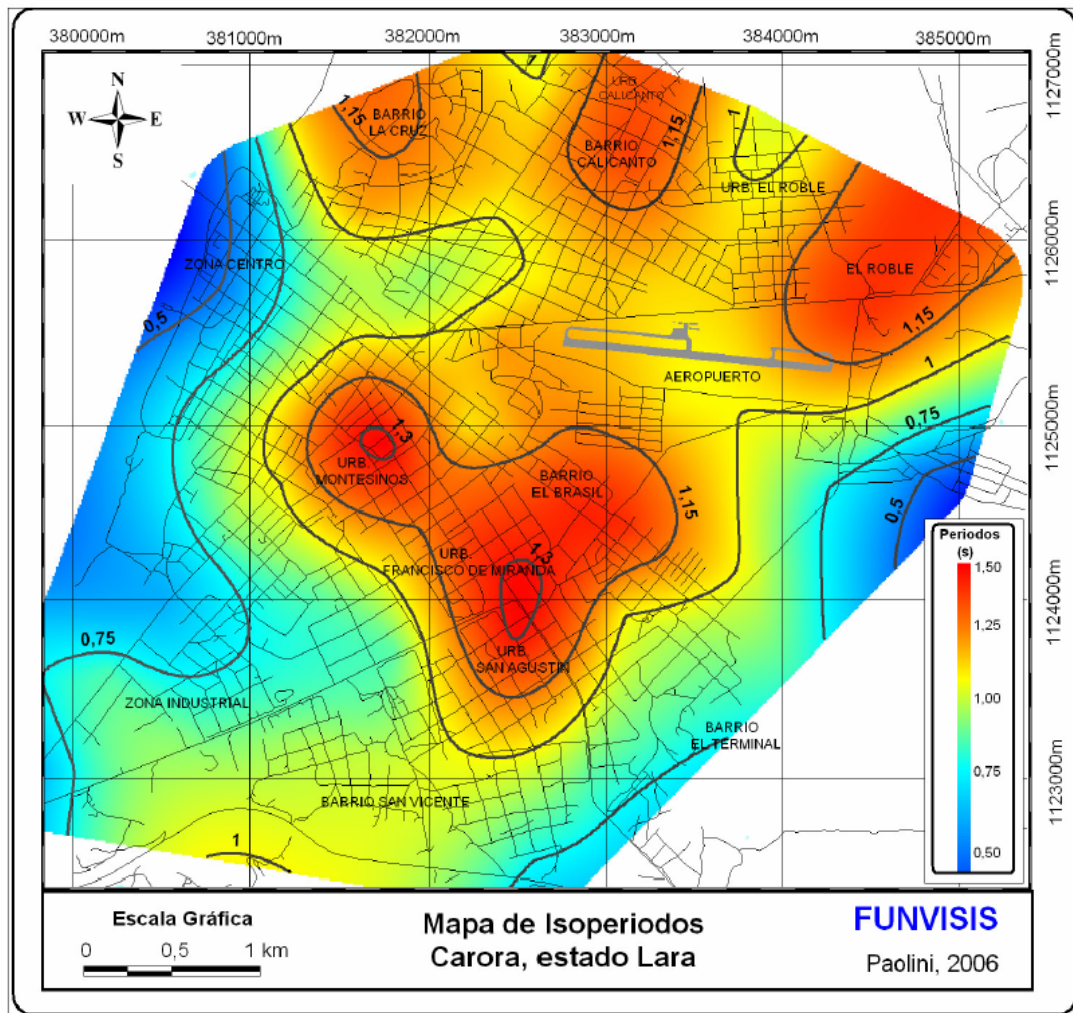 380000m
381000m
382000m
383000m
384000m
385000m
1127000m
1126000m
1125000m
1124000m
1123000m
N
W
E
S
1
1,15
BARRIO
LA CRUZ
URB.
CALICANTO
BARRIO
CALICANTO
1,15
1
URB. EL ROBLE
ZONA CENTRO
EL ROBLE
0,5
1,15
1
AEROPUERTO
0,75
1,3
URB.
MONTESINOS
BARRIO
EL BRASIL
1,15
0,5
URB.
FRANCISCO DE MIRANDA
1,3
0,75
URB.
SAN AGUSTIN
ZONA INDUSTRIAL
BARRIO
EL TERMINAL
BARRIO SAN VICENTE
1
Periodos
(s)
1.50
1,25
1,00
0,75
0,50
Escala Gráfica
0 0,5 1 km
Mapa de Isoperiodos
Carora, estado Lara
FUNVISIS
Paolini, 2006